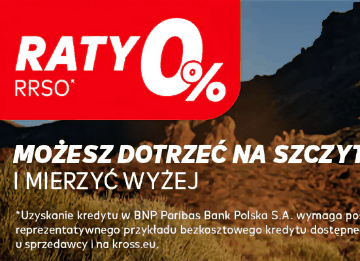 RATY 0%
RRSO*
MOŻESZ DOTRZEĆ NA SZCZYT
I MIERZYĆ WYŻEJ
*Uzyskanie kredytu w BNP Paribas Bank Polska S.A. wymaga
reprezentatywnego przykładu bezkosztowego kredytu dostępne
u sprzedawcy i na kross.eu.